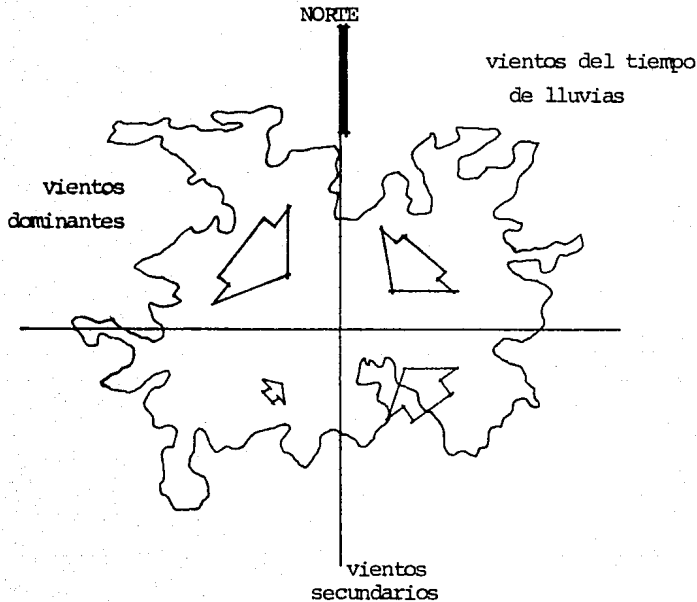 NORTE
vientos del tiempo
de lluvias
vientos
dominantes
vientos
secundarios